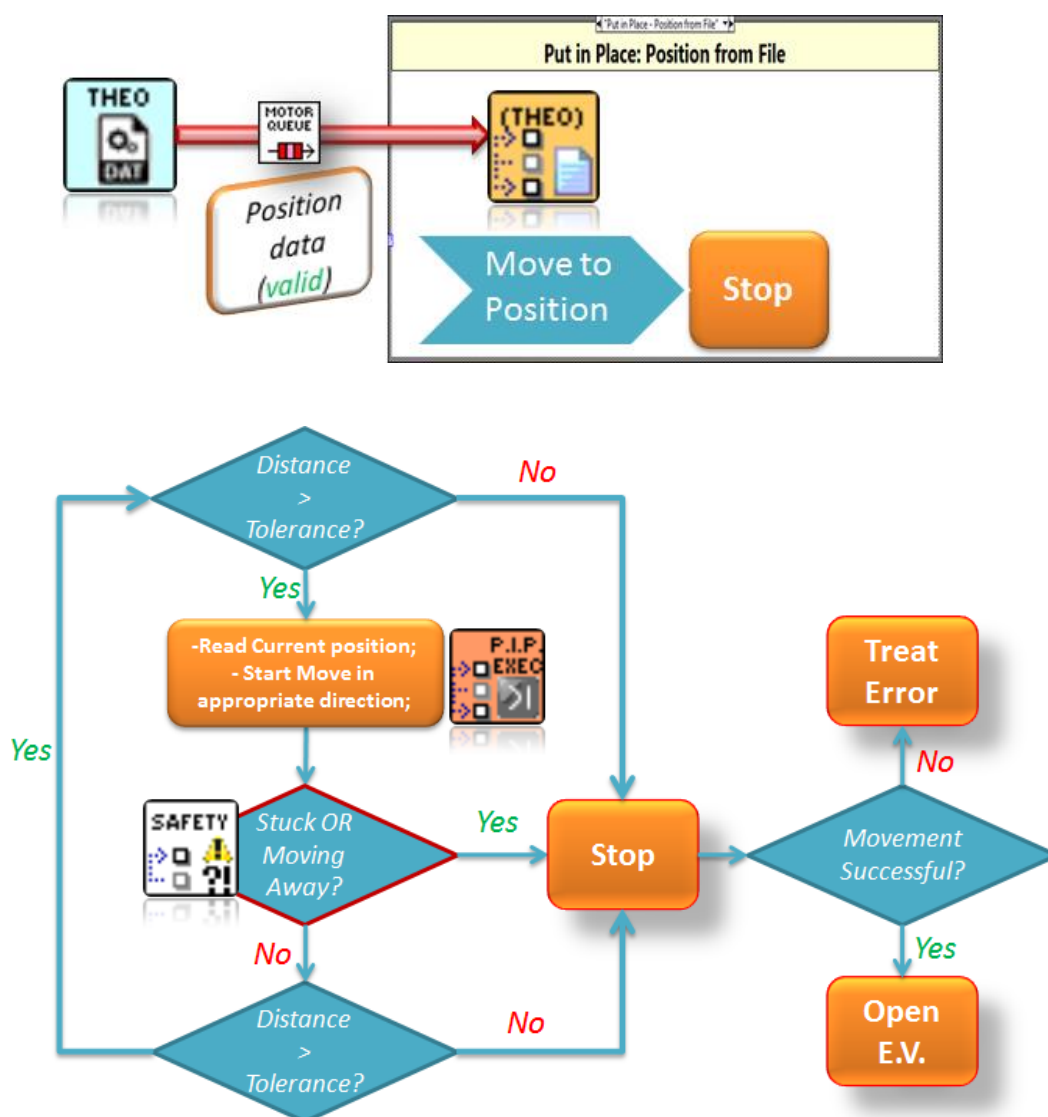 "Put in Place - Position from File"
Put in Place: Position from File
THEO
DAT
MOTOR
QUEUE
(THEO)
Position
data
(valid)
Move to
Position
Stop
Distance
>
Tolerance?
No
Yes
-Read Current position;
- Start Move in
appropriate direction;
P.I.P.
EXEC
Treat
Error
Yes
No
SAFETY
?!
Stuck OR
Moving
Away?
Yes
Stop
Movement
Successful?
No
Yes
Distance
>
Tolerance?
No
Open
E.V.